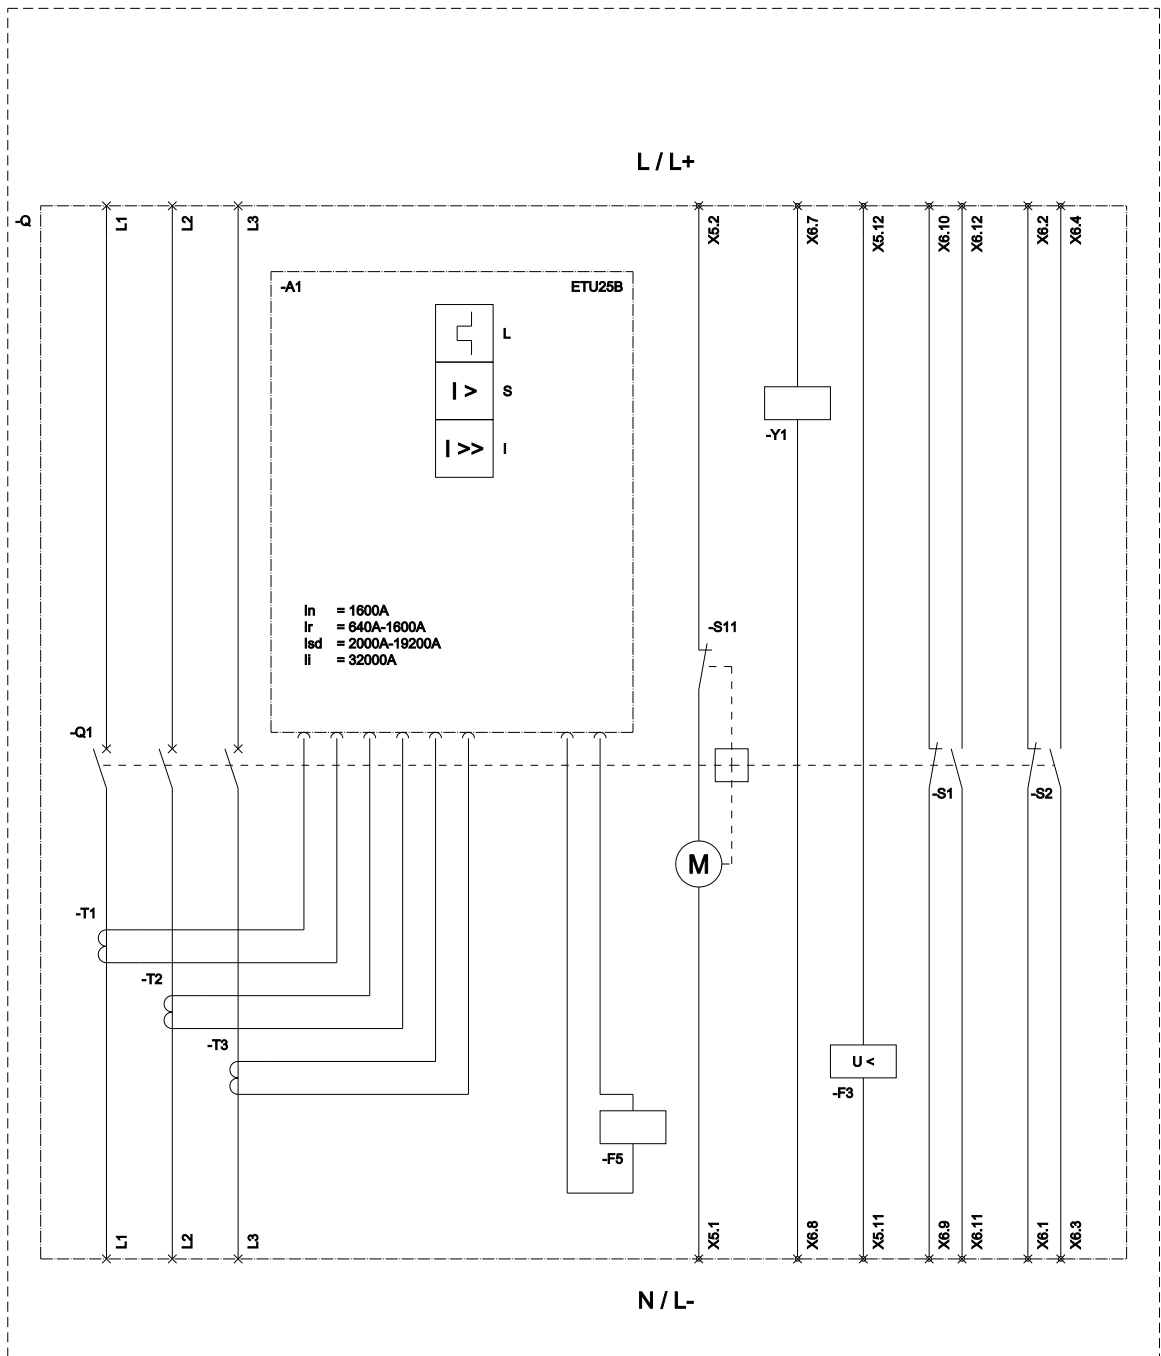 L / L+
-Q
L1
L2
L3
X5.2
X6.7
X5.12
X6.10
X6.12
X6.2
X6.4
-A1
ETU25B
L
I >
S
I >>
I
-Y1
In = 1600A
Ir = 640A-1600A
Isd = 2000A-19200A
Ii = 32000A
-S11
-Q1
-S1
-S2
M
-T1
-T2
-T3
U <
-F3
-F5
L1
L2
L3
X5.1
X6.8
X5.11
X6.9
X6.11
X6.1
X6.3
N / L-